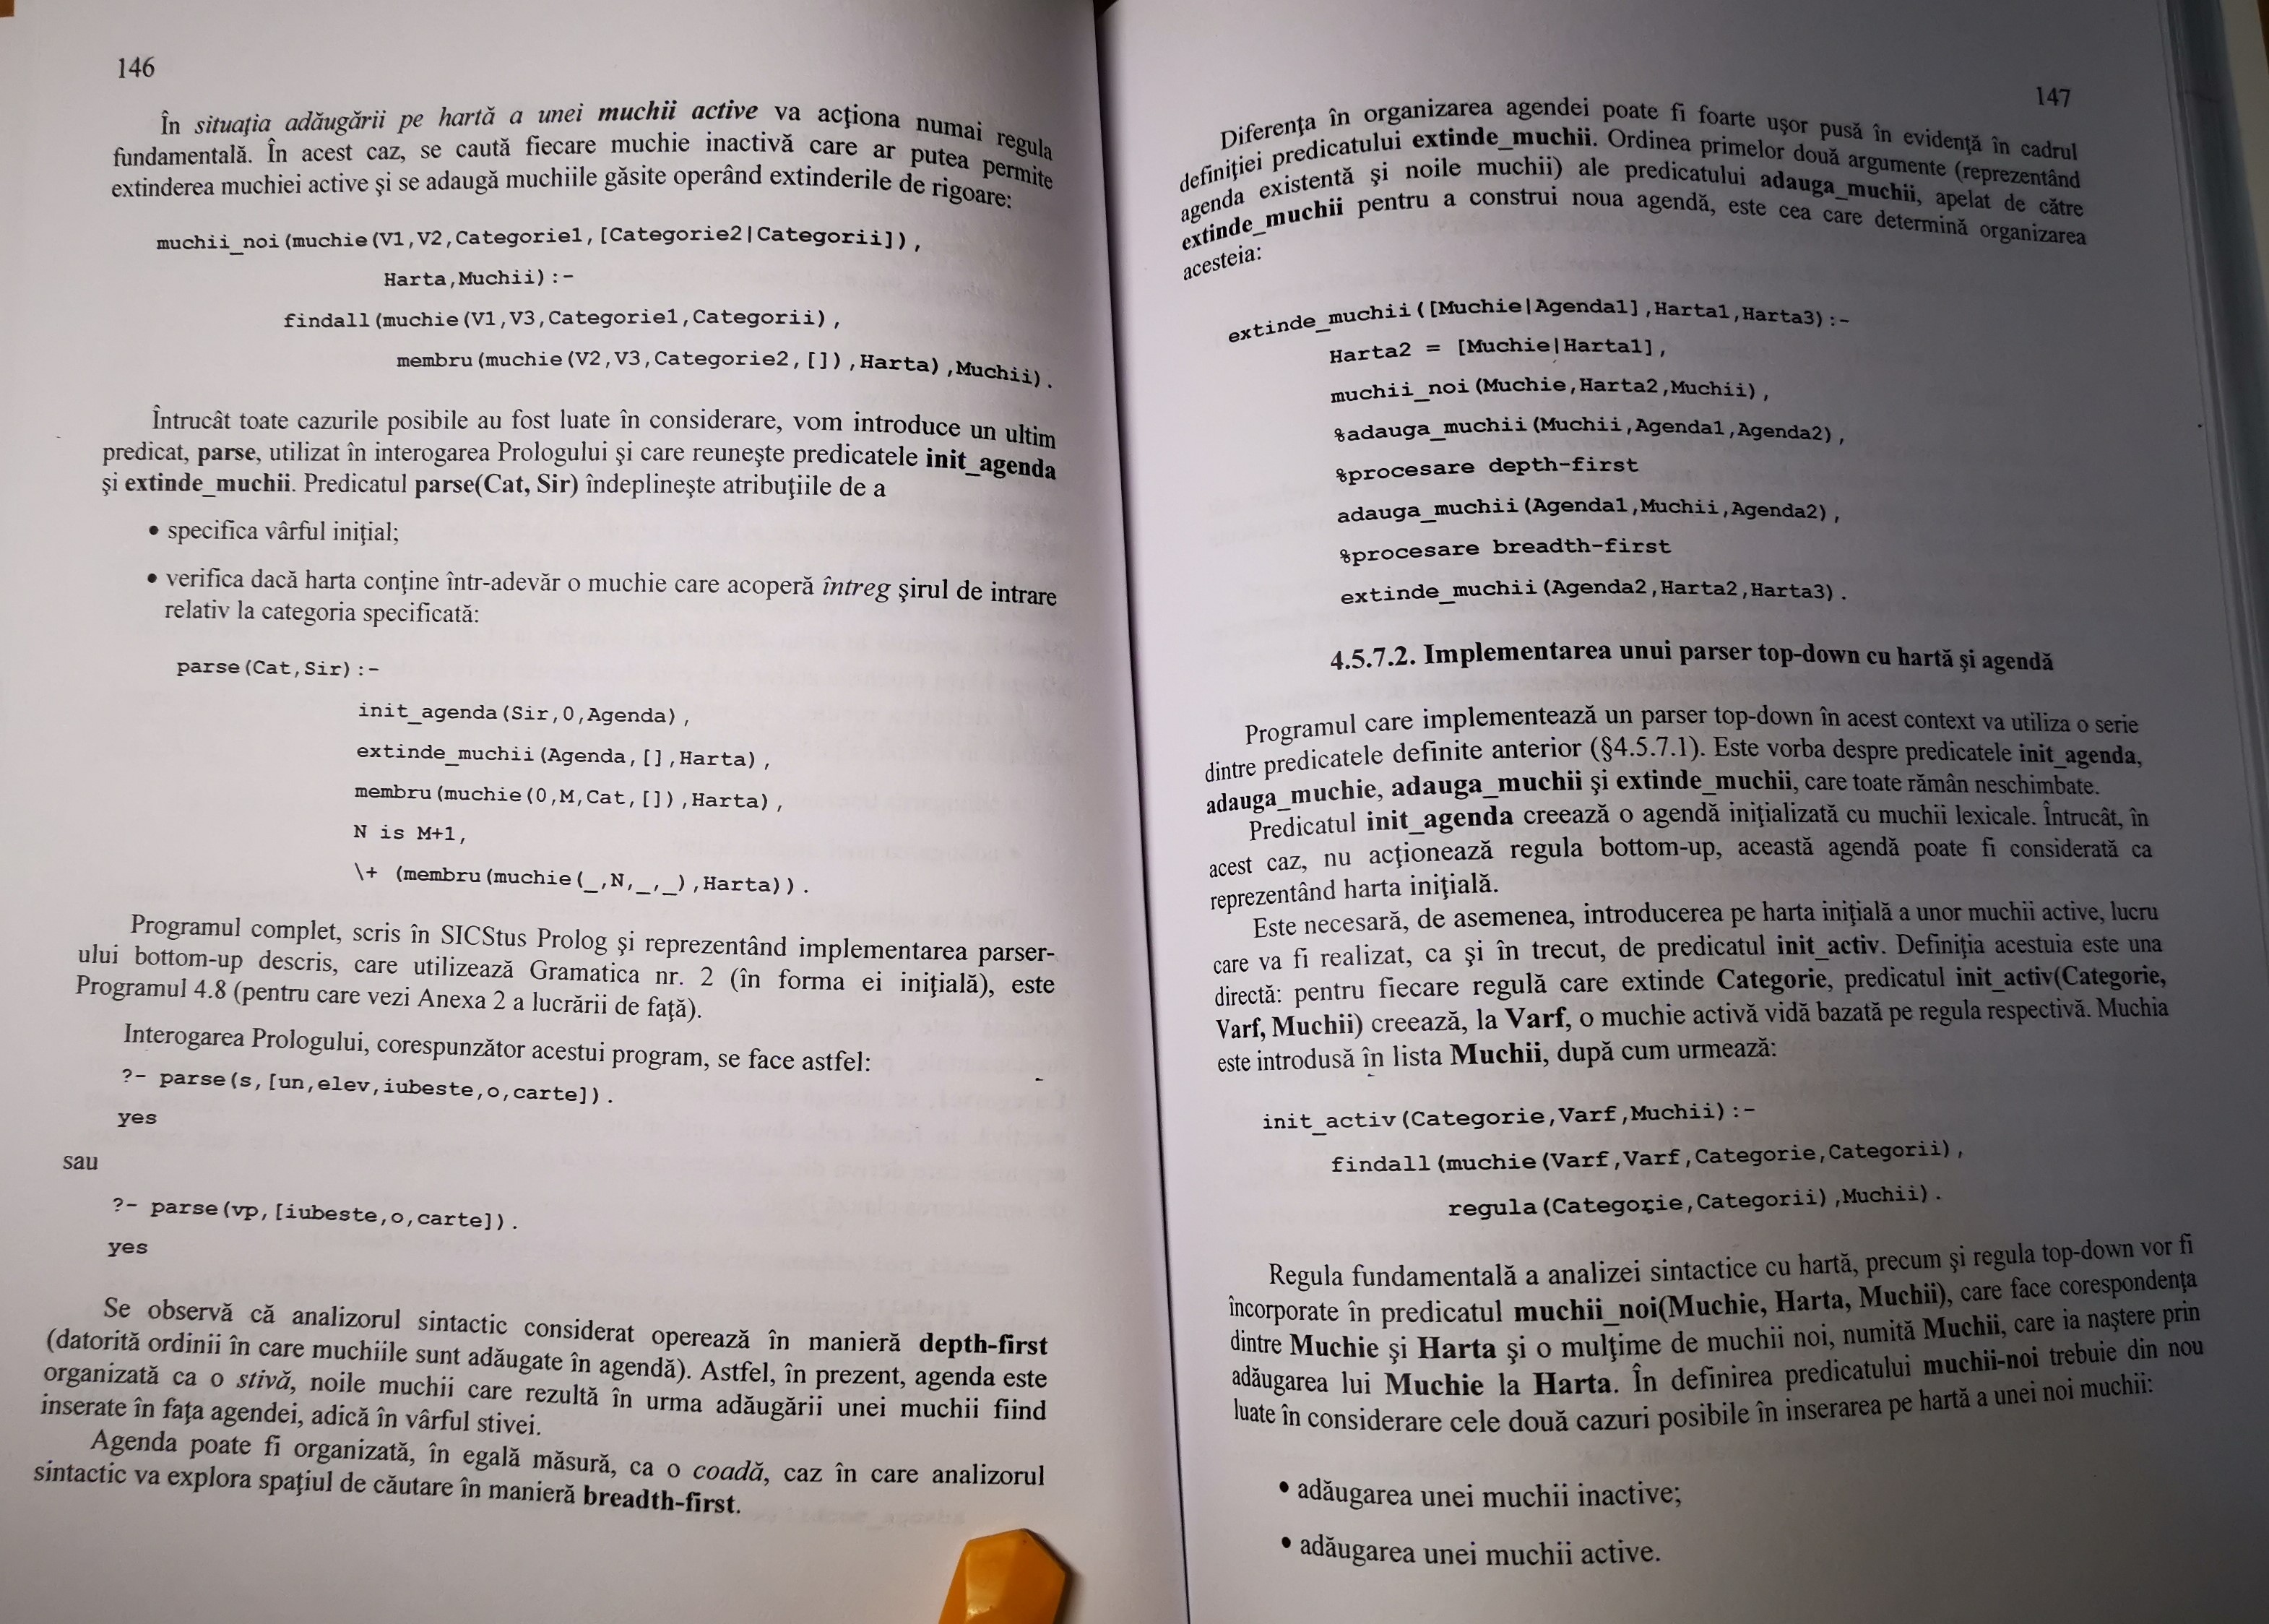 146
În situaţia adăugării pe hartă a unei muchii active va acţiona numai regula
fundamentală. În acest caz, se caută fiecare muchie inactivă care ar putea permite
extinderea muchiei active şi se adaugă muchiile găsite operând extinderile de rigoare:
muchii_noi(muchie(V1,V2,Categorie1,[Categorie2|Categorii]),
Harta,Muchii):-
findall(muchie(V1,V3,Categorie1,Categorii),
membru(muchie(V2,V3,Categorie2,[]),Harta),Muchii).
Întrucât toate cazurile posibile au fost luate în considerare, vom introduce un ultim
predicat, parse, utilizat în interogarea Prologului şi care reuneşte predicatele init_agenda
şi extinde_muchii. Predicatul parse(Cat, Sir) îndeplineşte atribuţiile de a
• specifica vârful iniţial;
• verifica dacă harta conţine într-adevăr o muchie care acoperă întreg şirul de intrare
relativ la categoria specificată:
parse(Cat,Sir):-
init_agenda(Sir,0,Agenda),
extinde_muchii(Agenda,[],Harta),
membru(muchie(0,M,Cat,[]),Harta),
N is M+1,
\+ (membru(muchie(_,N,_,_),Harta)).
Programul complet, scris în SICStus Prolog şi reprezentând implementarea parser-
ului bottom-up descris, care utilizează Gramatica nr. 2 (în forma ei iniţială), este
Programul 4.8 (pentru care vezi Anexa 2 a lucrării de faţă).
Interogarea Prologului, corespunzător acestui program, se face astfel:
?- parse(s,[un,elev,iubeste,o,carte]).
yes
sau
?- parse(vp,[iubeste,o,carte]).
yes
Se observă că analizorul sintactic considerat operează în manieră depth-first
(datorită ordinii în care muchiile sunt adăugate în agendă). Astfel, în prezent, agenda este
organizată ca o stivă, noile muchii care rezultă în urma adăugării unei muchii fiind
inserate în faţa agendei, adică în vârful stivei.
Agenda poate fi organizată, în egală măsură, ca o coadă, caz în care analizorul
sintactic va explora spaţiul de căutare în manieră breadth-first.
147
Diferenţa în organizarea agendei poate fi foarte uşor pusă în evidenţă în cadrul
definiţiei predicatului extinde_muchii. Ordinea primelor două argumente (reprezentând
agenda existentă şi noile muchii) ale predicatului adauga_muchii, apelat de către
extinde_muchii pentru a construi noua agendă, este cea care determină organizarea
acesteia:
extinde_muchii([Muchie|Agenda1],Harta1,Harta3):-
Harta2 = [Muchie|Harta1],
muchii_noi(Muchie,Harta2,Muchii),
%adauga_muchii(Muchii,Agenda1,Agenda2),
%procesare depth-first
adauga_muchii(Agenda1,Muchii,Agenda2),
%procesare breadth-first
extinde_muchii(Agenda2,Harta2,Harta3).
4.5.7.2. Implementarea unui parser top-down cu hartă şi agendă
Programul care implementează un parser top-down în acest context va utiliza o serie
dintre predicatele definite anterior (§4.5.7.1). Este vorba despre predicatele init_agenda,
adauga_muchie, adauga_muchii şi extinde_muchii, care toate rămân neschimbate.
Predicatul init_agenda creează o agendă iniţializată cu muchii lexicale. Întrucât, în
acest caz, nu acţionează regula bottom-up, această agendă poate fi considerată ca
reprezentând harta iniţială.
Este necesară, de asemenea, introducerea pe harta iniţială a unor muchii active, lucru
care va fi realizat, ca şi în trecut, de predicatul init_activ. Definiţia acestuia este una
directă: pentru fiecare regulă care extinde Categorie, predicatul init_activ(Categorie,
Varf, Muchii) creează, la Varf, o muchie activă vidă bazată pe regula respectivă. Muchia
este introdusă în lista Muchii, după cum urmează:
init_activ(Categorie,Varf,Muchii):-
findall(muchie(Varf,Varf,Categorie,Categorii),
regula(Categorie,Categorii),Muchii).
Regula fundamentală a analizei sintactice cu hartă, precum şi regula top-down vor fi
încorporate în predicatul muchii_noi(Muchie, Harta, Muchii), care face corespondenţa
dintre Muchie şi Harta şi o mulţime de muchii noi, numită Muchii, care ia naştere prin
adăugarea lui Muchie la Harta. În definirea predicatului muchii-noi trebuie din nou
luate în considerare cele două cazuri posibile în inserarea pe hartă a unei noi muchii:
• adăugarea unei muchii inactive;
• adăugarea unei muchii active.